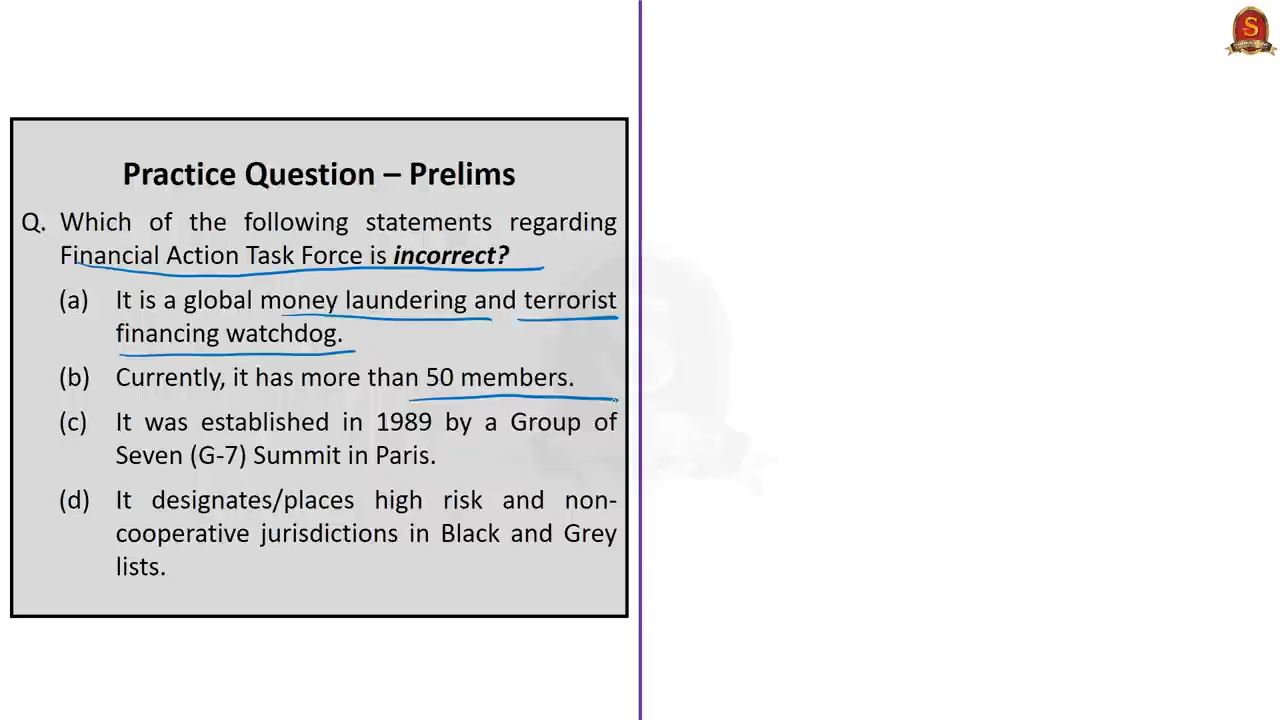 S
Practice Question – Prelims
Q. Which of the following statements regarding
Financial Action Task Force is incorrect?
(a) It is a global money laundering and terrorist
financing watchdog.
(b) Currently, it has more than 50 members.
(c) It was established in 1989 by a Group of
Seven (G-7) Summit in Paris.
(d) It designates/places high risk and non-
cooperative jurisdictions in Black and Grey
lists.